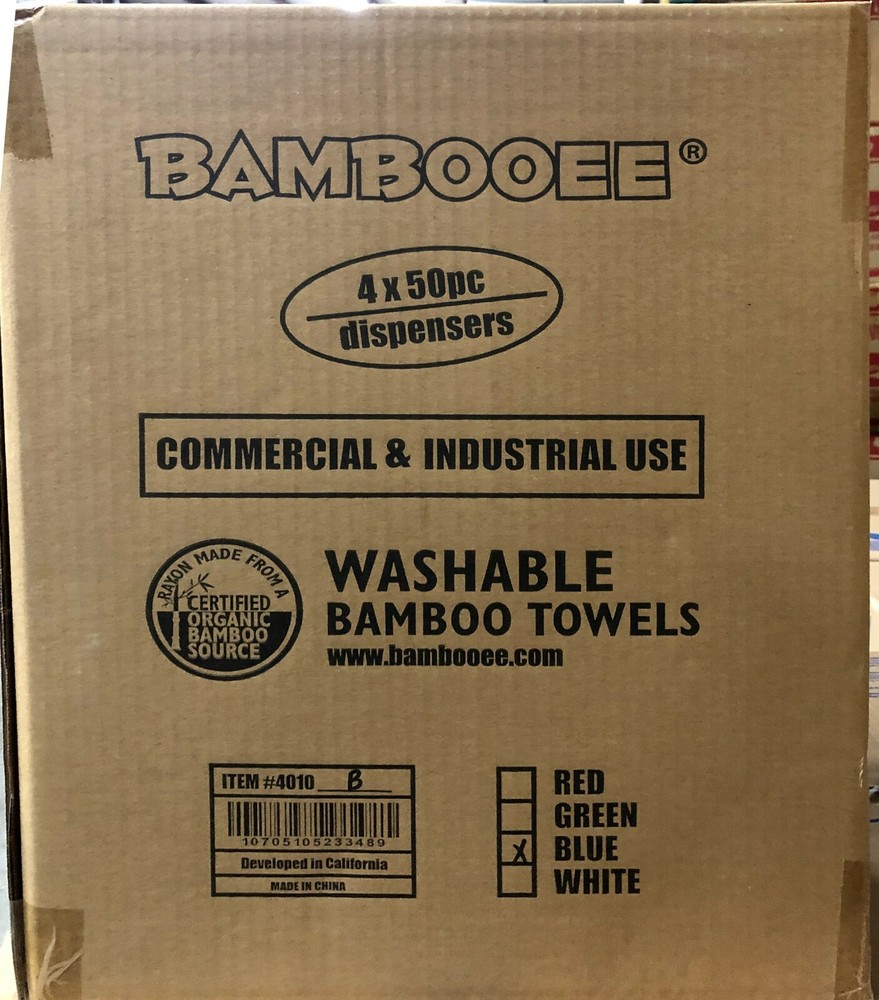 BAMBOOEE®
4 x 50pc
dispensers
COMMERCIAL & INDUSTRIAL USE
RAYON MADE FROM A
CERTIFIED
ORGANIC
BAMBOO
SOURCE
WASHABLE
BAMBOO TOWELS
www.bambooee.com
ITEM #4010 B
10705105233489
Developed in California
MADE IN CHINA
RED
GREEN
X BLUE
WHITE